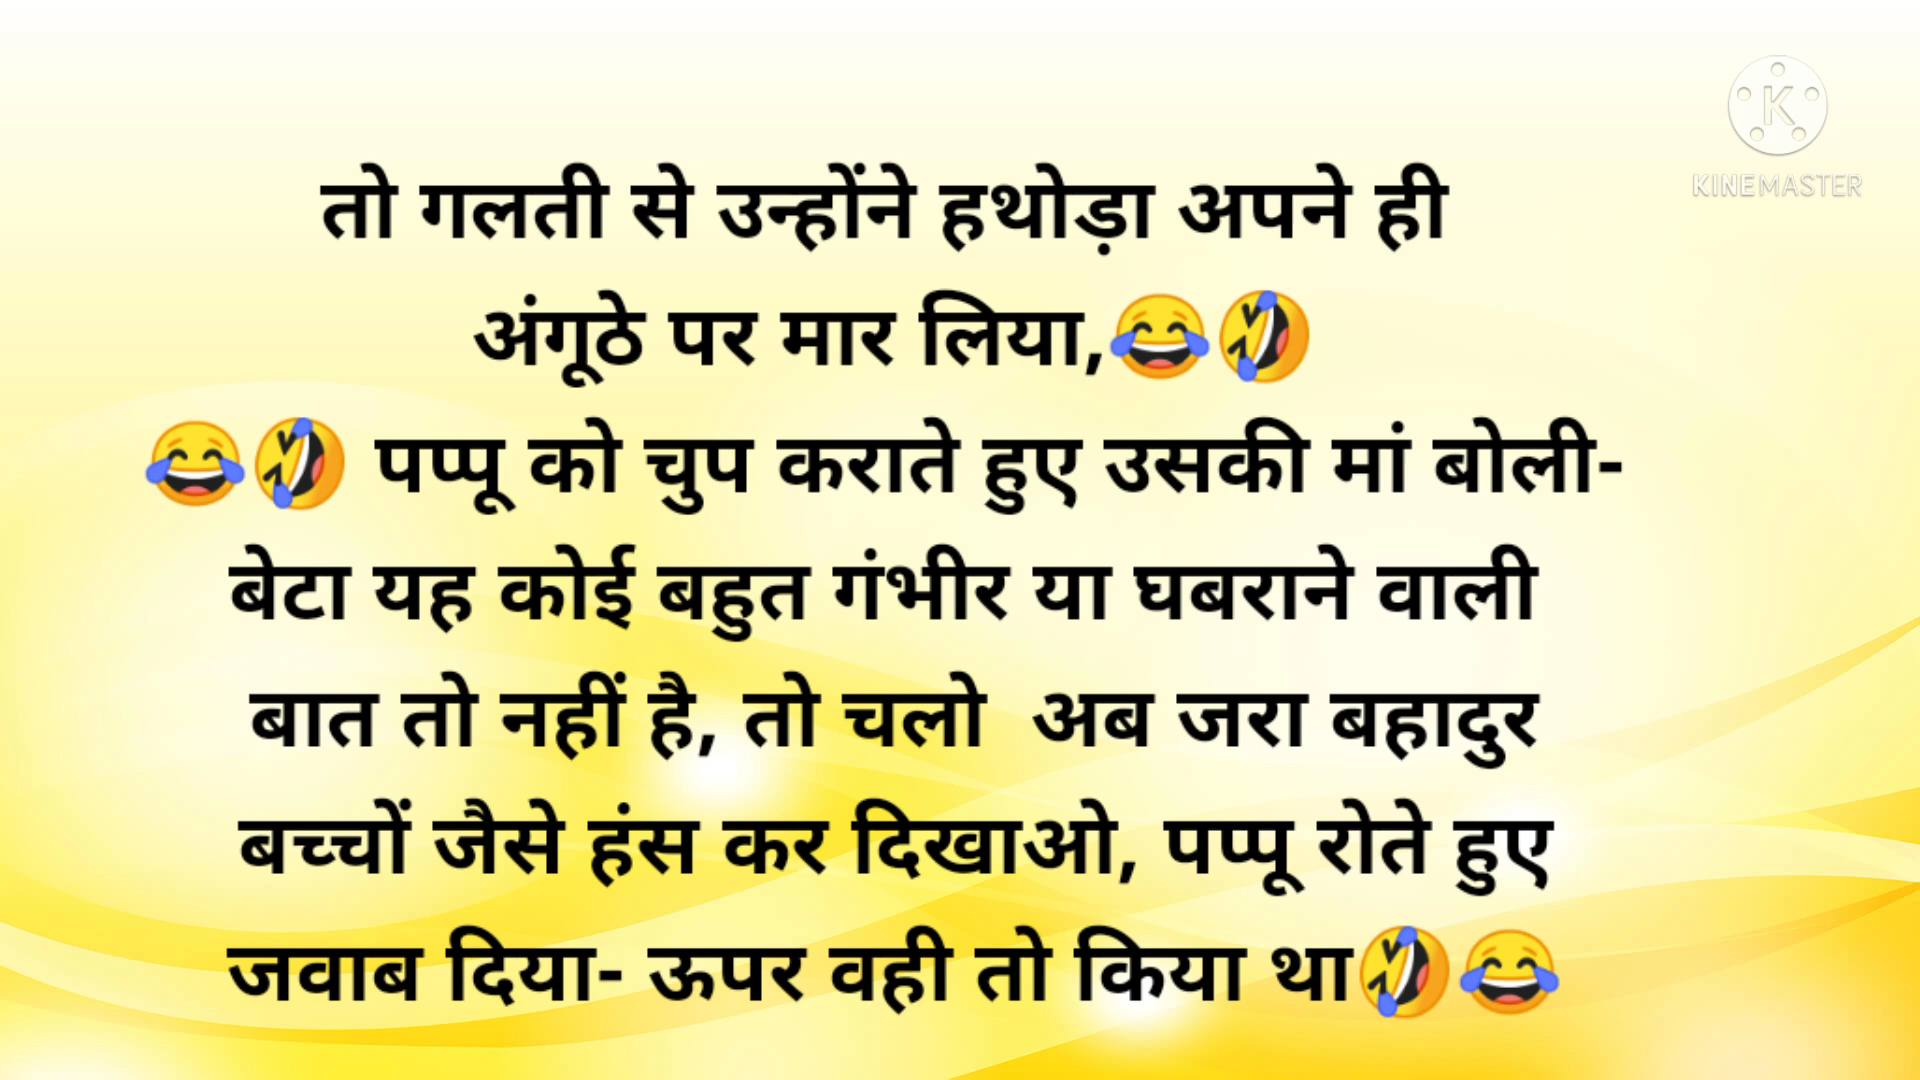 KINEMASTER
तो गलती से उन्होंने हथोड़ा अपने ही
अंगूठे पर मार लिया,😂🤣
😂🤣 पप्पू को चुप कराते हुए उसकी मां बोली-
बेटा यह कोई बहुत गंभीर या घबराने वाली
बात तो नहीं है, तो चलो अब जरा बहादुर
बच्चों जैसे हंस कर दिखाओ, पप्पू रोते हुए
जवाब दिया- ऊपर वही तो किया था🤣😂